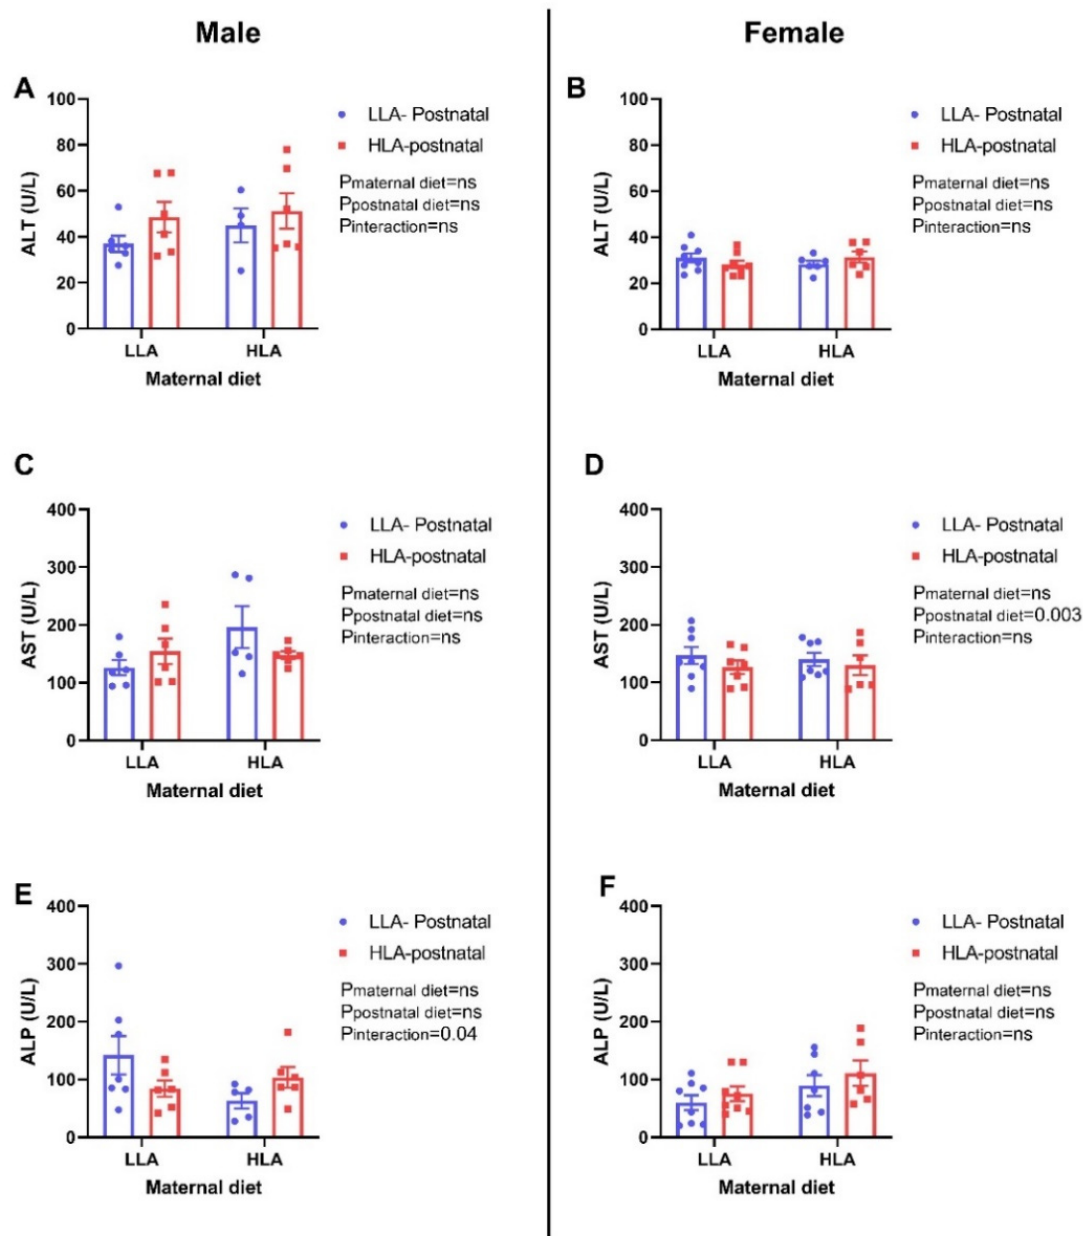 Male
Female
A
100
80
60
40
20
0
ALT (U/L)
LLA
HLA
Maternal diet
LLA- Postnatal
HLA-postnatal
Pmaternal diet=ns
Ppostnatal diet=ns
Pinteraction=ns
B
100
80
60
40
20
0
ALT (U/L)
LLA
HLA
Maternal diet
LLA- Postnatal
HLA-postnatal
Pmaternal diet=ns
Ppostnatal diet=ns
Pinteraction=ns
C
400
300
200
100
0
AST (U/L)
LLA
HLA
Maternal diet
LLA- Postnatal
HLA-postnatal
Pmaternal diet=ns
Ppostnatal diet=ns
Pinteraction=ns
D
400
300
200
100
0
AST (U/L)
LLA
HLA
Maternal diet
LLA- Postnatal
HLA-postnatal
Pmaternal diet=ns
Ppostnatal diet=0.003
Pinteraction=ns
E
400
300
200
100
0
ALP (U/L)
LLA
HLA
Maternal diet
LLA- Postnatal
HLA-postnatal
Pmaternal diet=ns
Ppostnatal diet=ns
Pinteraction=0.04
F
400
300
200
100
0
ALP (U/L)
LLA
HLA
Maternal diet
LLA- Postnatal
HLA-postnatal
Pmaternal diet=ns
Ppostnatal diet=ns
Pinteraction=ns